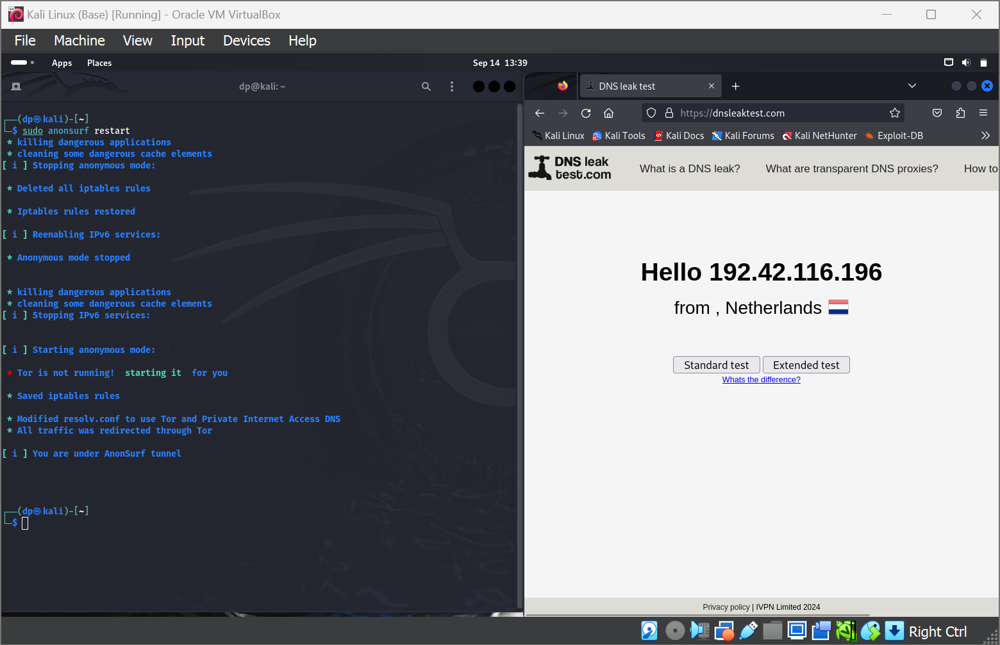 Kali Linux (Base) [Running] - Oracle VM VirtualBox
File Machine View Input Devices Help
Apps Places Sep 14 13:39
dp@kali: ~
┌──(dp㉿kali)-[~]
└─$ sudo anonsurf restart
* killing dangerous applications
* cleaning some dangerous cache elements
[ i ] Stopping anonymous mode:
* Deleted all iptables rules
* Iptables rules restored
[ i ] Reenabling IPv6 services:
* Anonymous mode stopped
* killing dangerous applications
* cleaning some dangerous cache elements
[ i ] Stopping IPv6 services:
[ i ] Starting anonymous mode:
* Tor is not running! starting it for you
* Saved iptables rules
* Modified resolv.conf to use Tor and Private Internet Access DNS
* All traffic was redirected through Tor
[ i ] You are under AnonSurf tunnel
┌──(dp㉿kali)-[~]
└─$
DNS leak test
https://dnsleaktest.com
Kali Linux Kali Tools Kali Docs Kali Forums Kali NetHunter Exploit-DB
DNS leak
test.com
What is a DNS leak? What are transparent DNS proxies? How to
Hello 192.42.116.196
from , Netherlands
Standard test Extended test
Whats the difference?
Privacy policy | IVPN Limited 2024
Right Ctrl